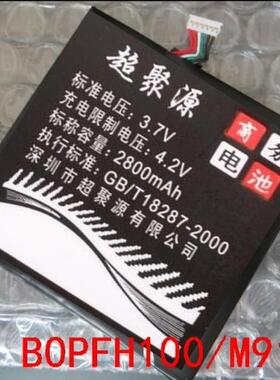 超聚源
商务
电池
标准电压：3.7V
充电限制电压：4.2V
标称容量：2800mAh
执行标准：GB/T18287-2000
深圳市超聚源有限公司
BOPFH100/M9